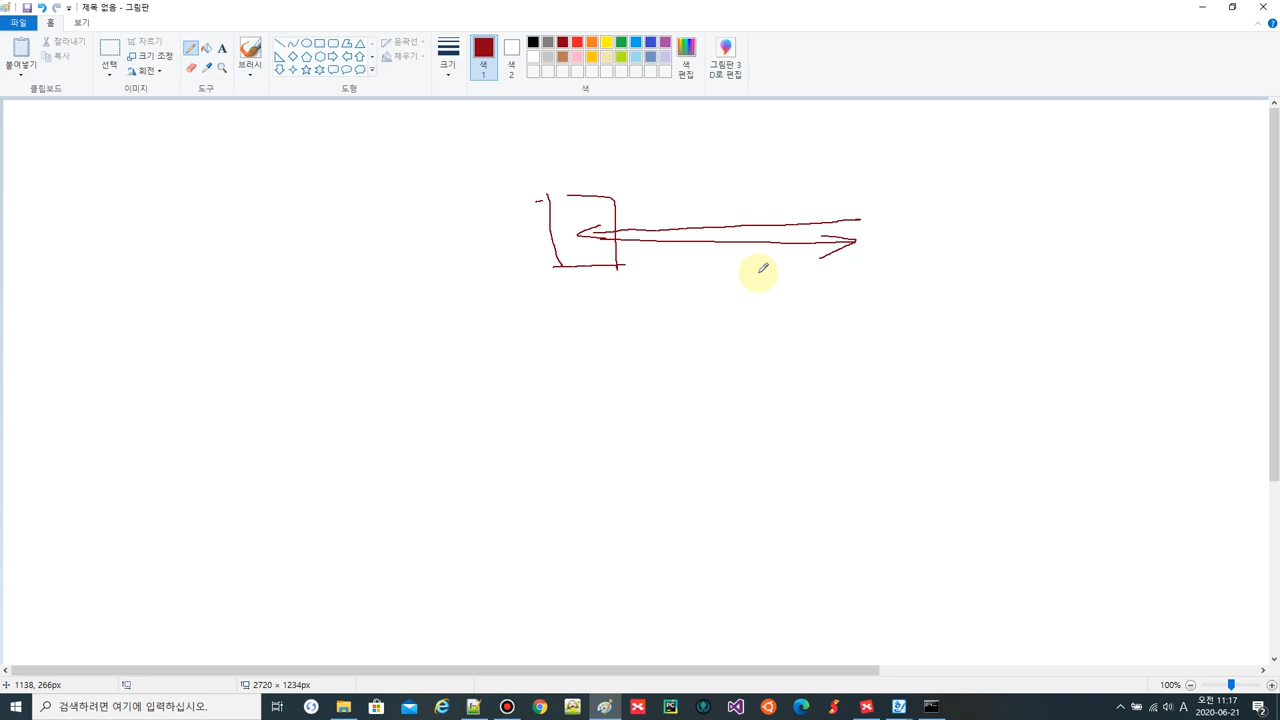 제목 없음 - 그림판
파일 홈 보기
붙여넣기
잘라내기
복사
클립보드
선택
자르기
크기 조정
회전
이미지
도구
브러시
윤곽선
채우기
도형
크기
색 1
색 2
색 편집
색
그림판 3D로 편집
1138, 266px
2720 x 1234px
100%
검색하려면 여기에 입력하십시오.
A
오전 11:17
2020-06-21